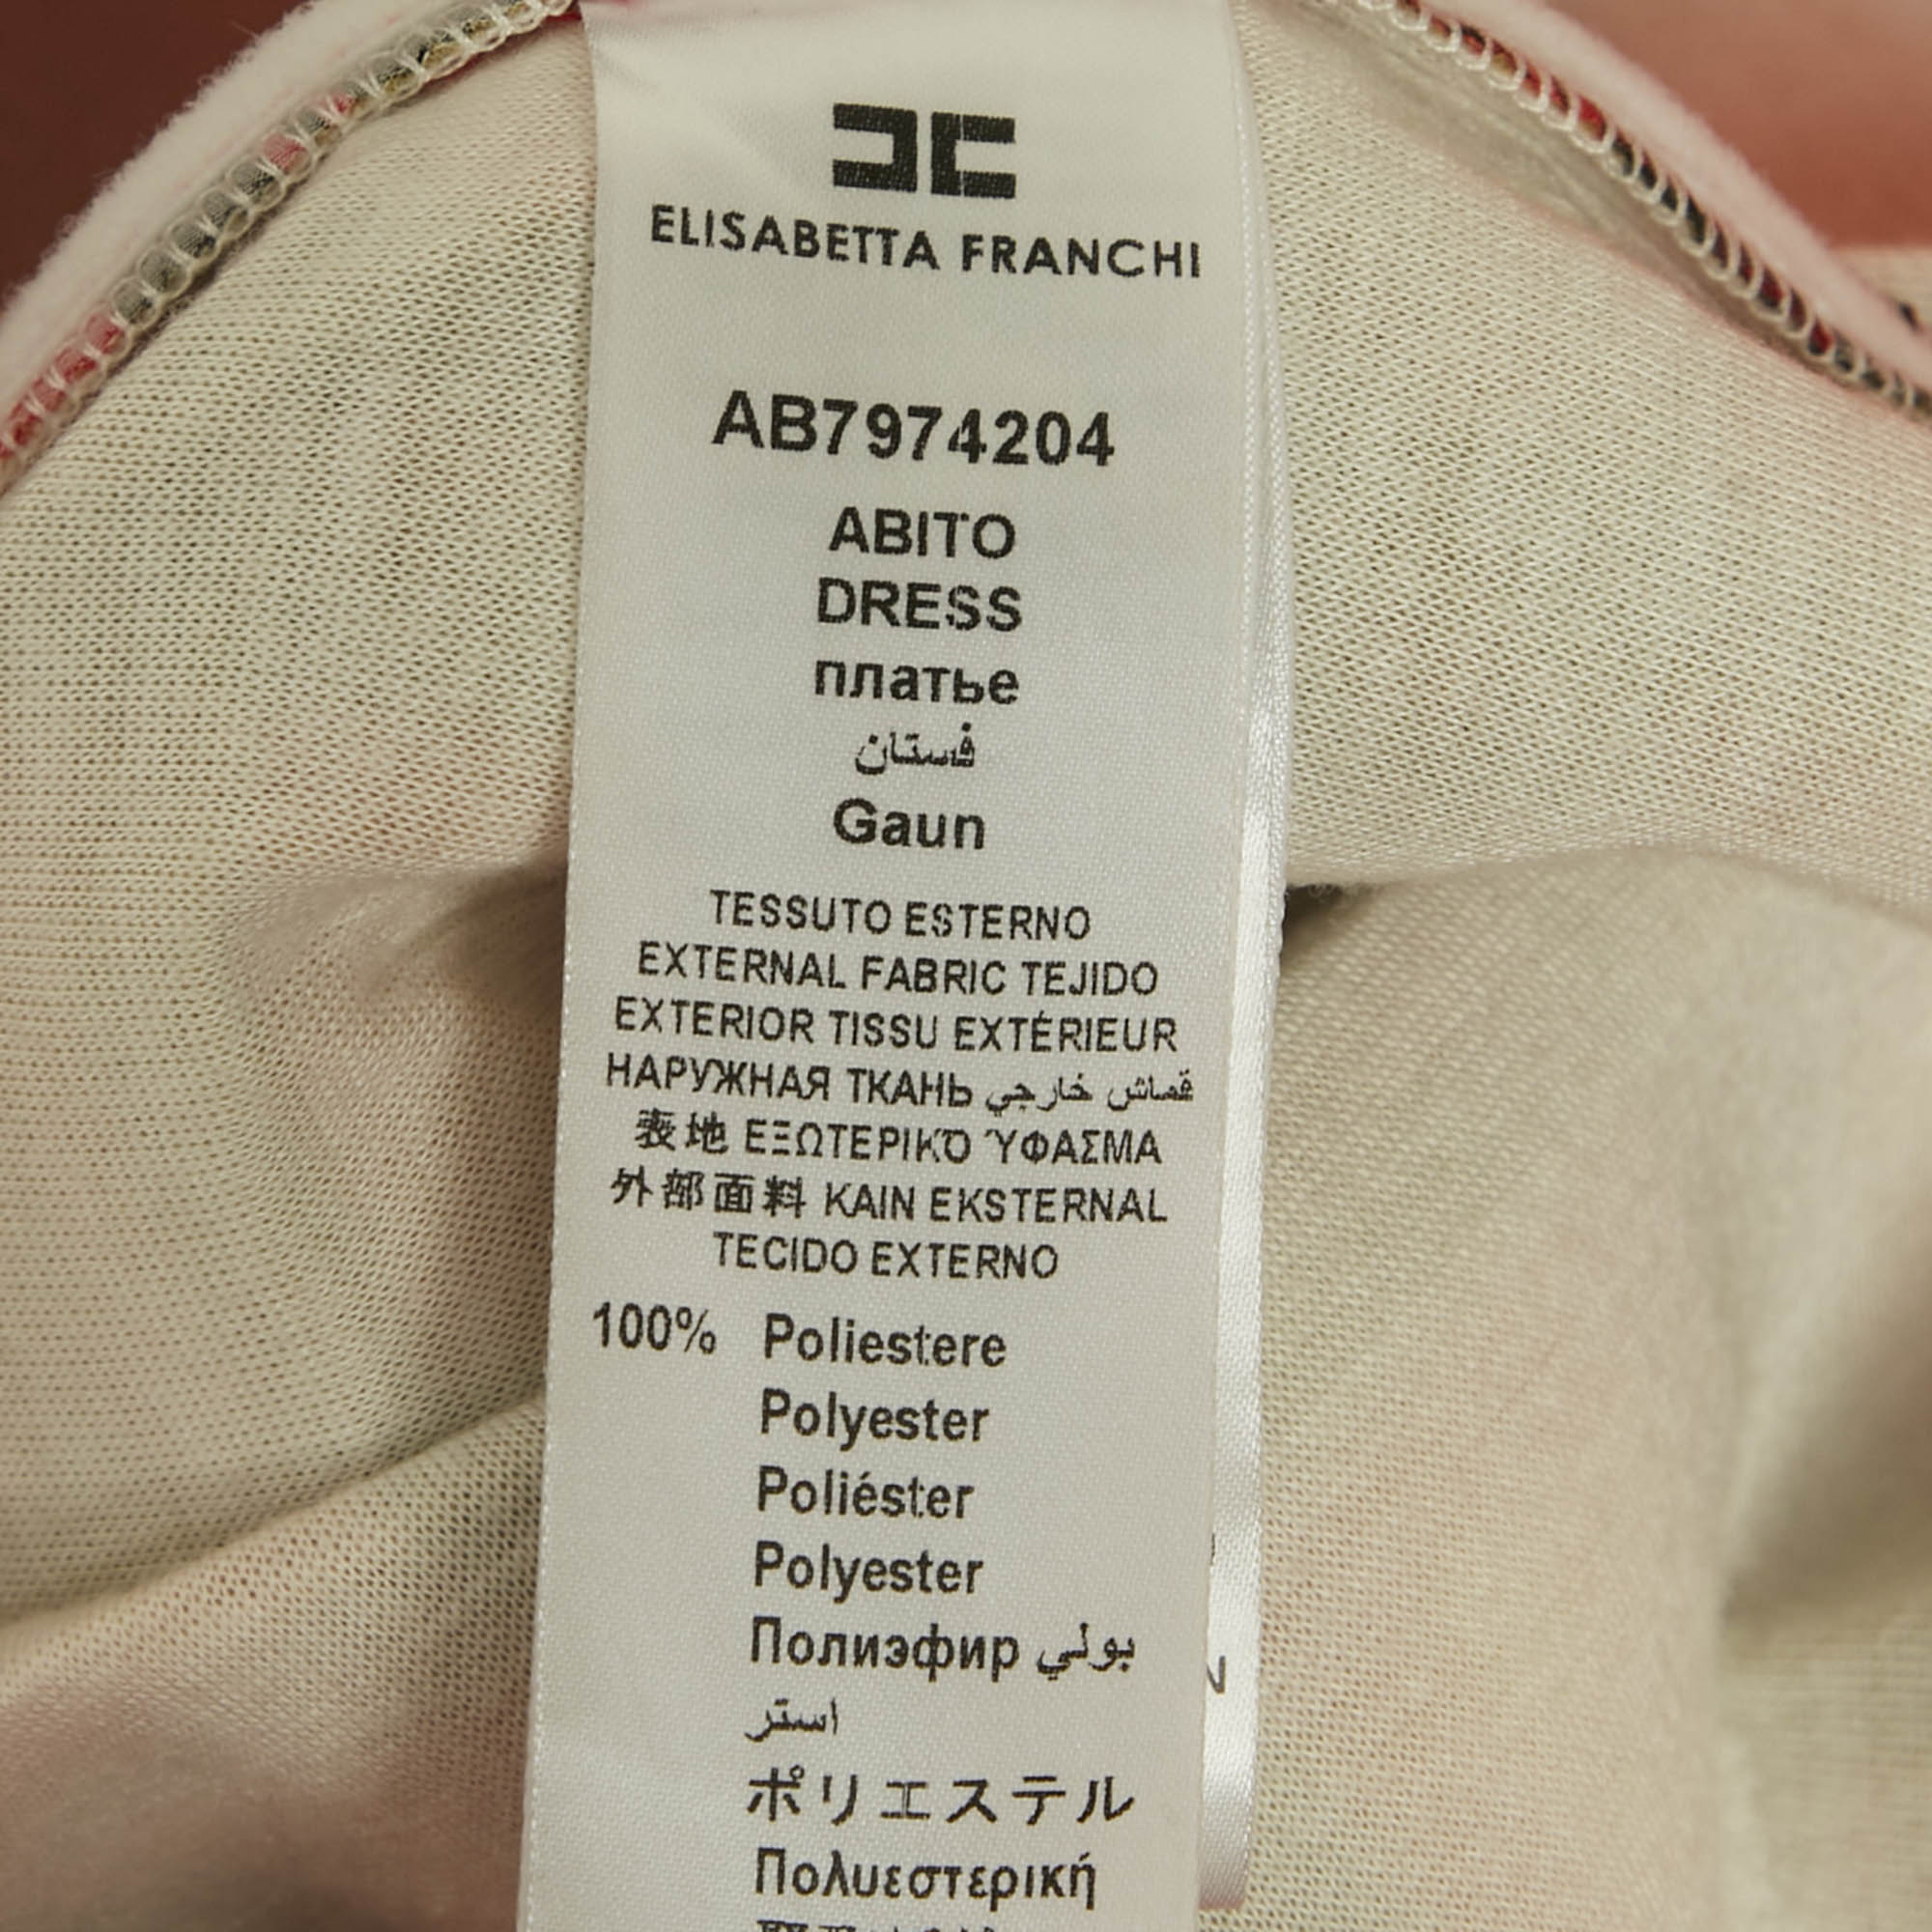 ELISABETTA FRANCHI
AB7974204
ABITO
DRESS
платье
فستان
Gaun
TESSUTO ESTERNO
EXTERNAL FABRIC TEJIDO
EXTERIOR TISSU EXTÉRIEUR
НАРУЖНАЯ ТКАНЬ قماش خارجي
表地 ΕΞΩΤΕΡΙΚΌ ΎΦΑΣΜΑ
外部面料 KAIN EKSTERNAL
TECIDO EXTERNO
100% Poliestere
Polyester
Poliéster
Polyester
Полиэфир بولي
استر
ポリエステル
Πολυεστερική